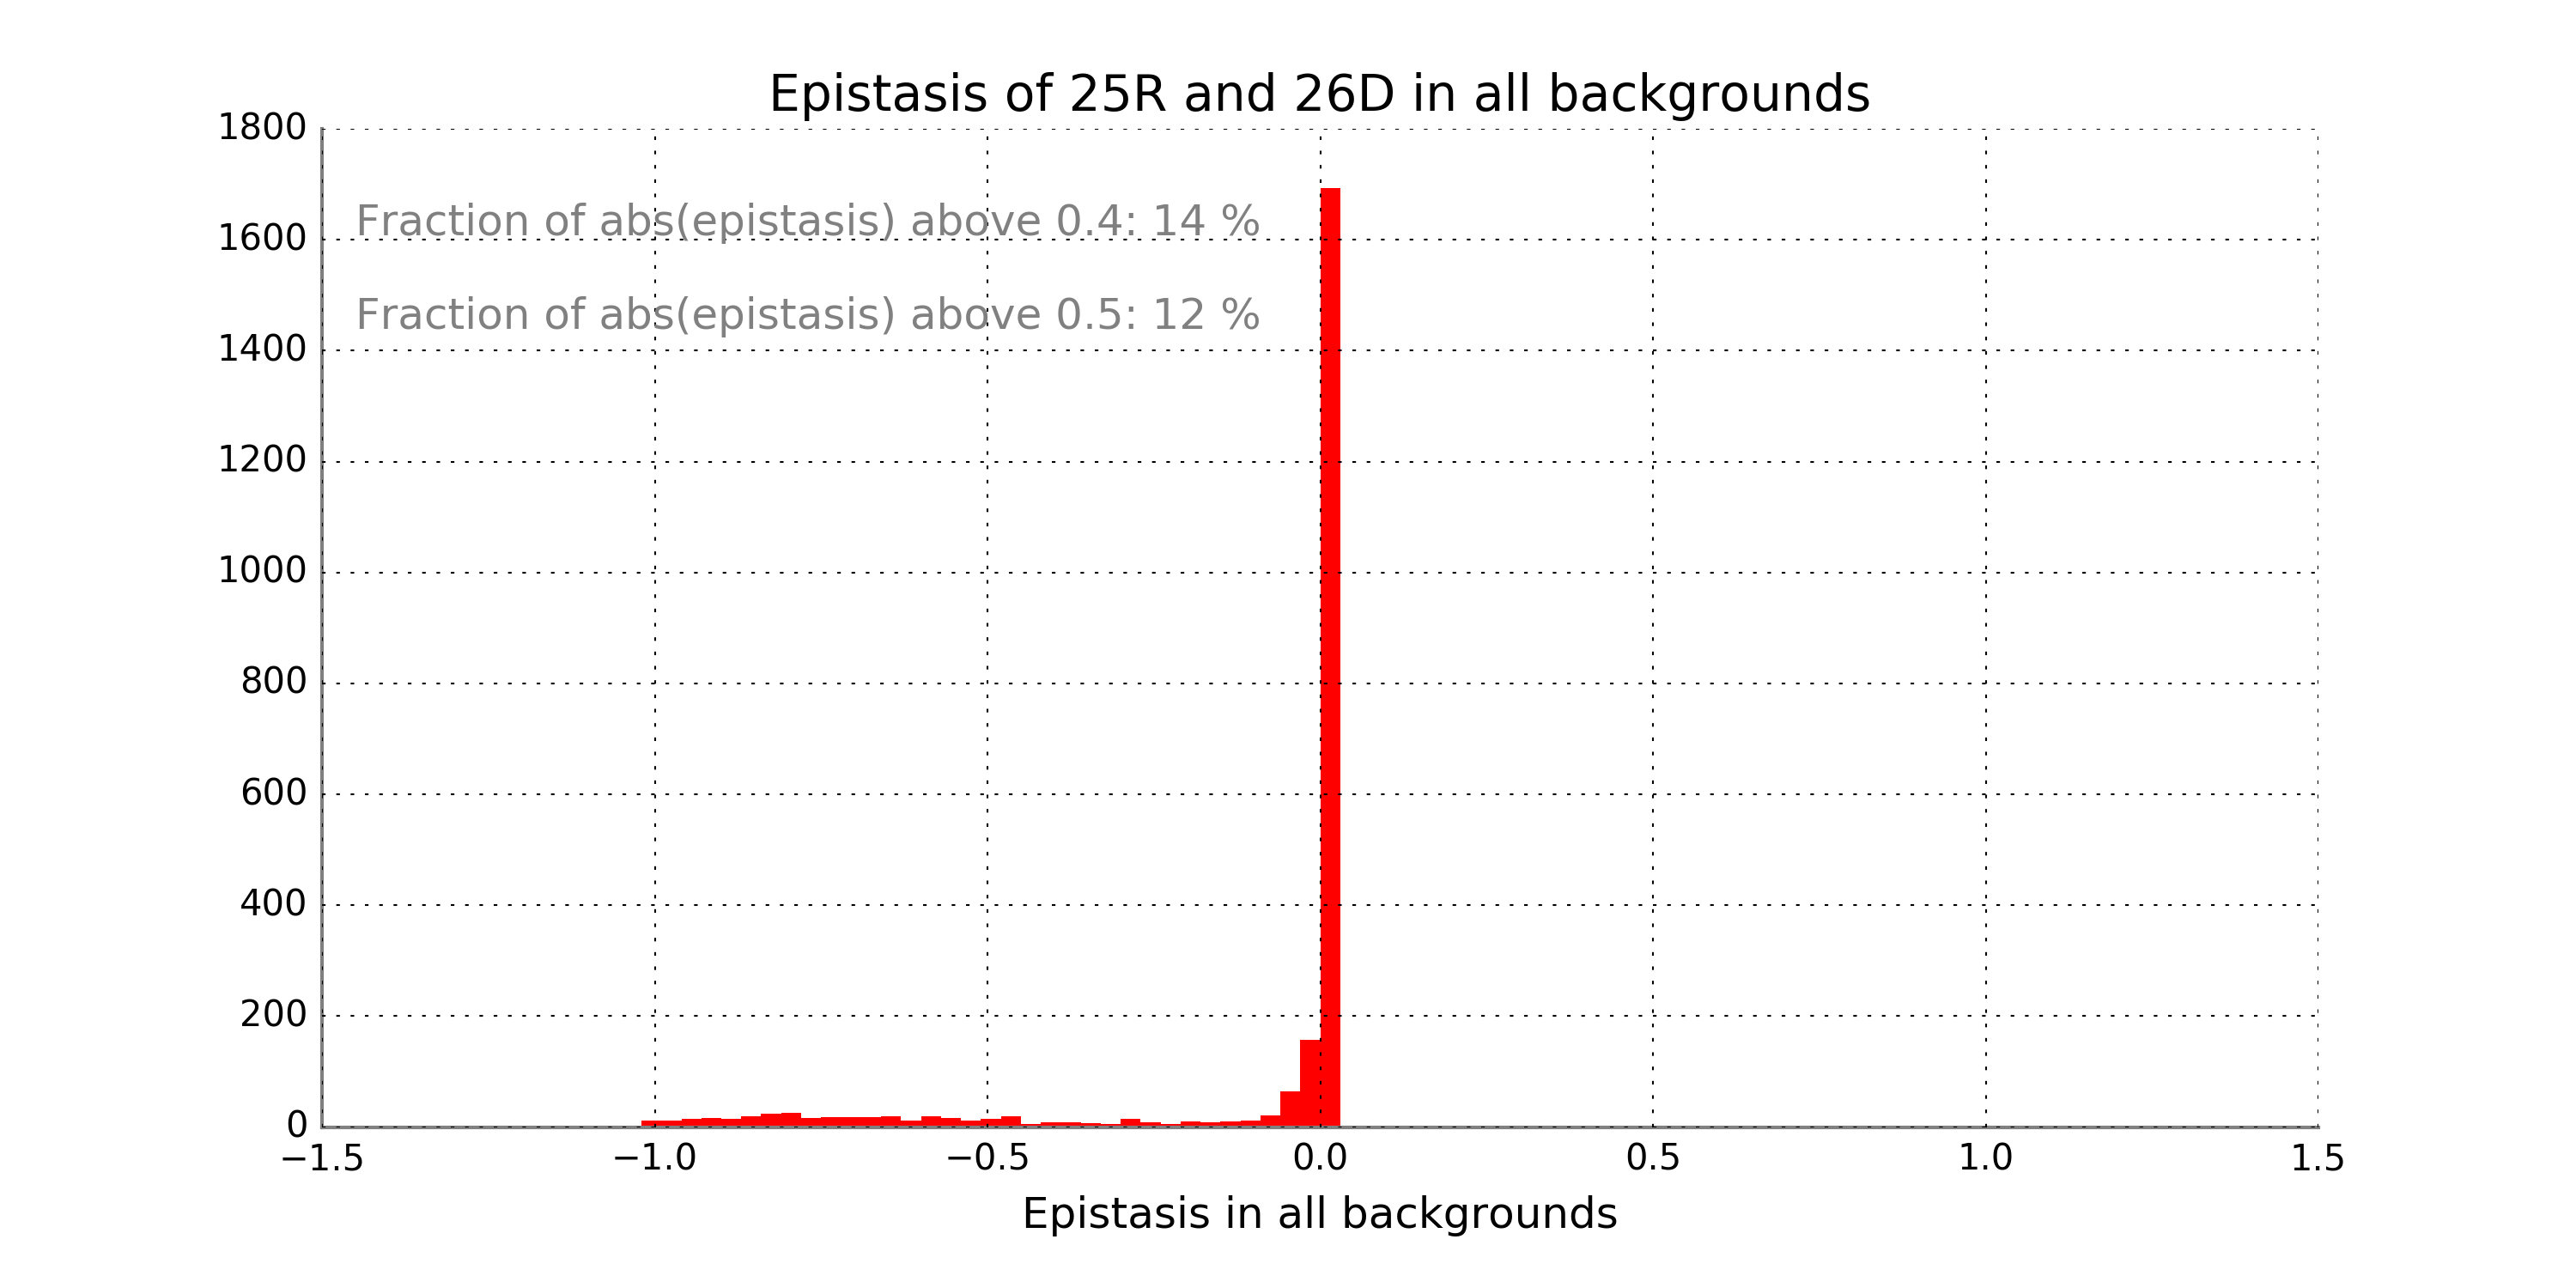 Epistasis of 25R and 26D in all backgrounds
1800
1600
1400
1200
1000
800
600
400
200
0
Fraction of abs(epistasis) above 0.4: 14 %
Fraction of abs(epistasis) above 0.5: 12 %
−1.5 −1.0 −0.5 0.0 0.5 1.0 1.5
Epistasis in all backgrounds